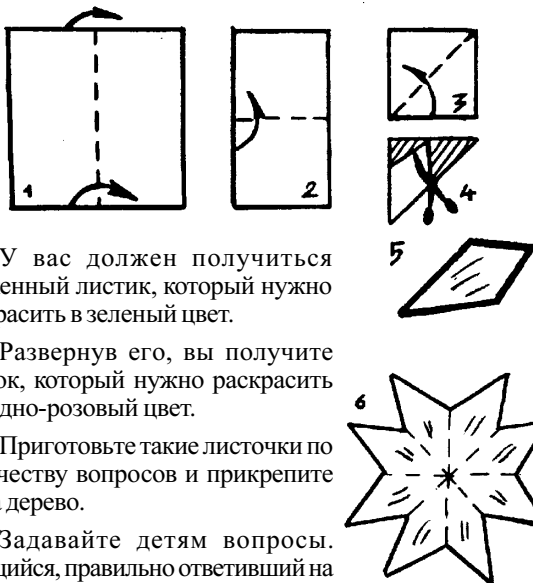 1
2
3
4
5
6
У вас должен получиться
енный листик, который нужно
расить в зеленый цвет.
Развернув его, вы получите
ок, который нужно раскрасить
дно-розовый цвет.
Приготовьте такие листочки по
честву вопросов и прикрепите
а дерево.
Задавайте детям вопросы.
щийся, правильно ответивший на